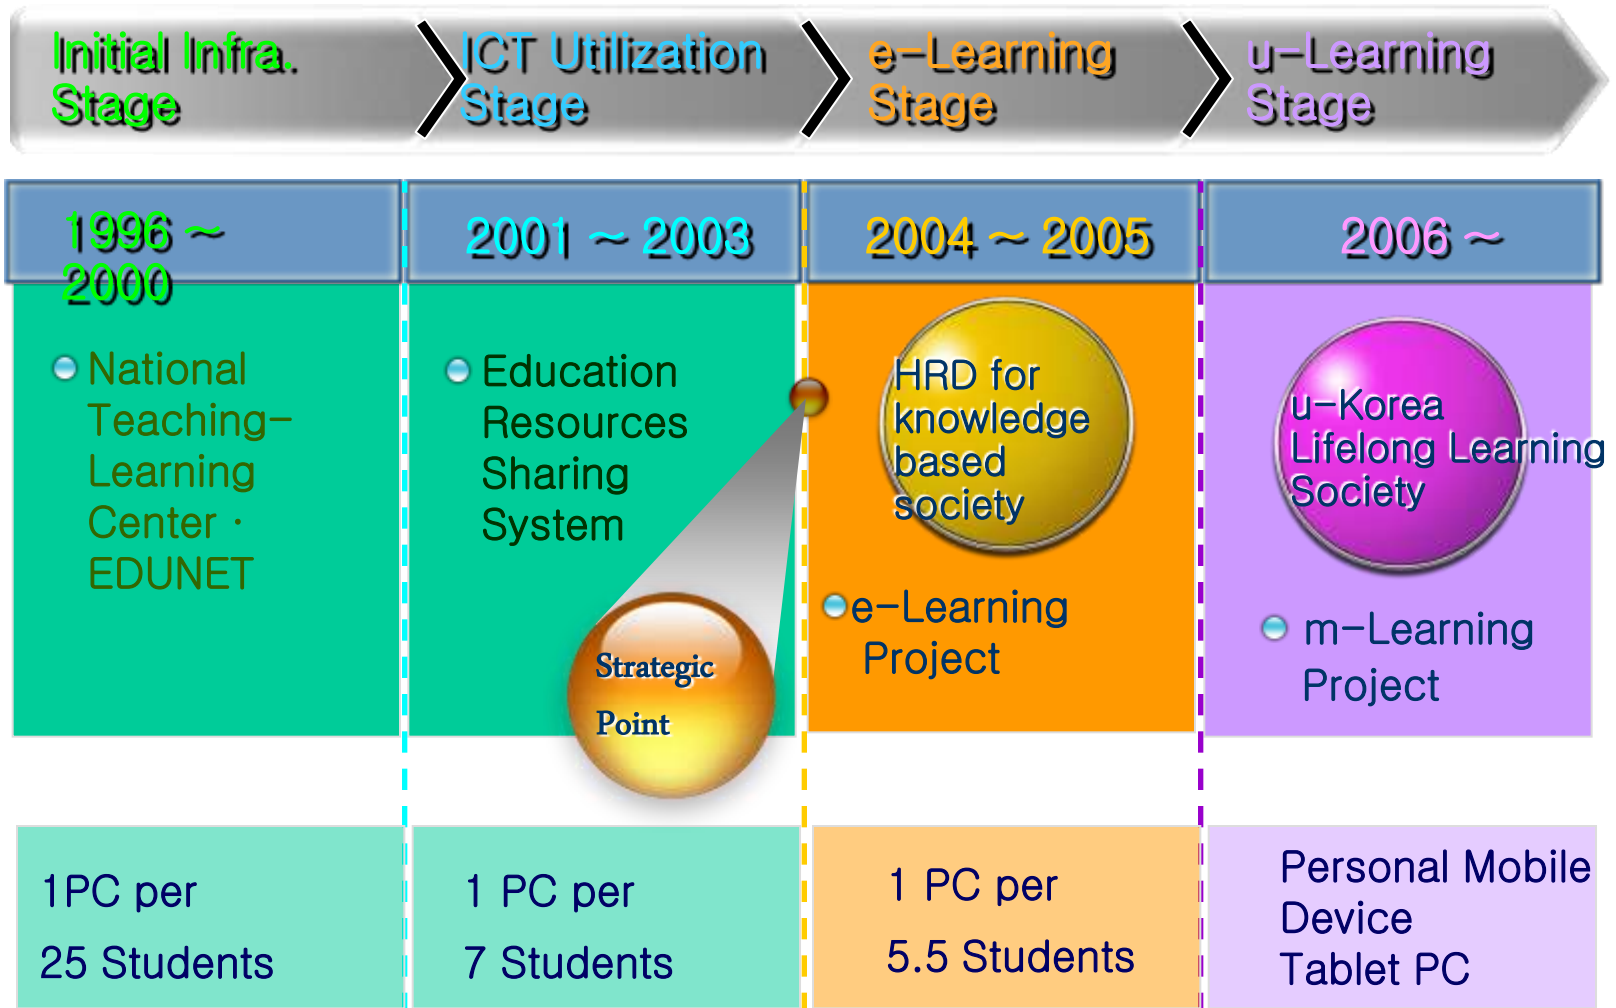 Initial Infra.
Stage
ICT Utilization
Stage
e-Learning
Stage
u-Learning
Stage
1996 ~
2000
2001 ~ 2003
2004 ~ 2005
2006 ~
National
Teaching-
Learning
Center ·
EDUNET
Education
Resources
Sharing
System
Strategic
Point
HRD for
knowledge
based
society
e-Learning
Project
u-Korea
Lifelong Learning
Society
m-Learning
Project
1PC per
25 Students
1 PC per
7 Students
1 PC per
5.5 Students
Personal Mobile
Device
Tablet PC